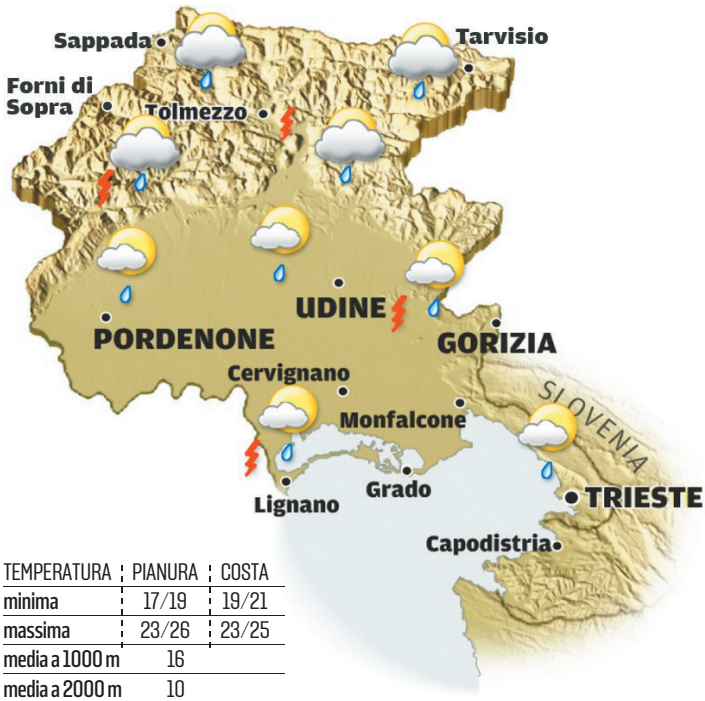 Sappada
Tarvisio
Forni di
Sopra
Tolmezzo
UDINE
PORDENONE
GORIZIA
Cervignano
Monfalcone
SLOVENIA
Lignano
Grado
TRIESTE
Capodistria
TEMPERATURA PIANURA COSTA
minima 17/19 19/21
massima 23/26 23/25
media a 1000 m 16
media a 2000 m 10